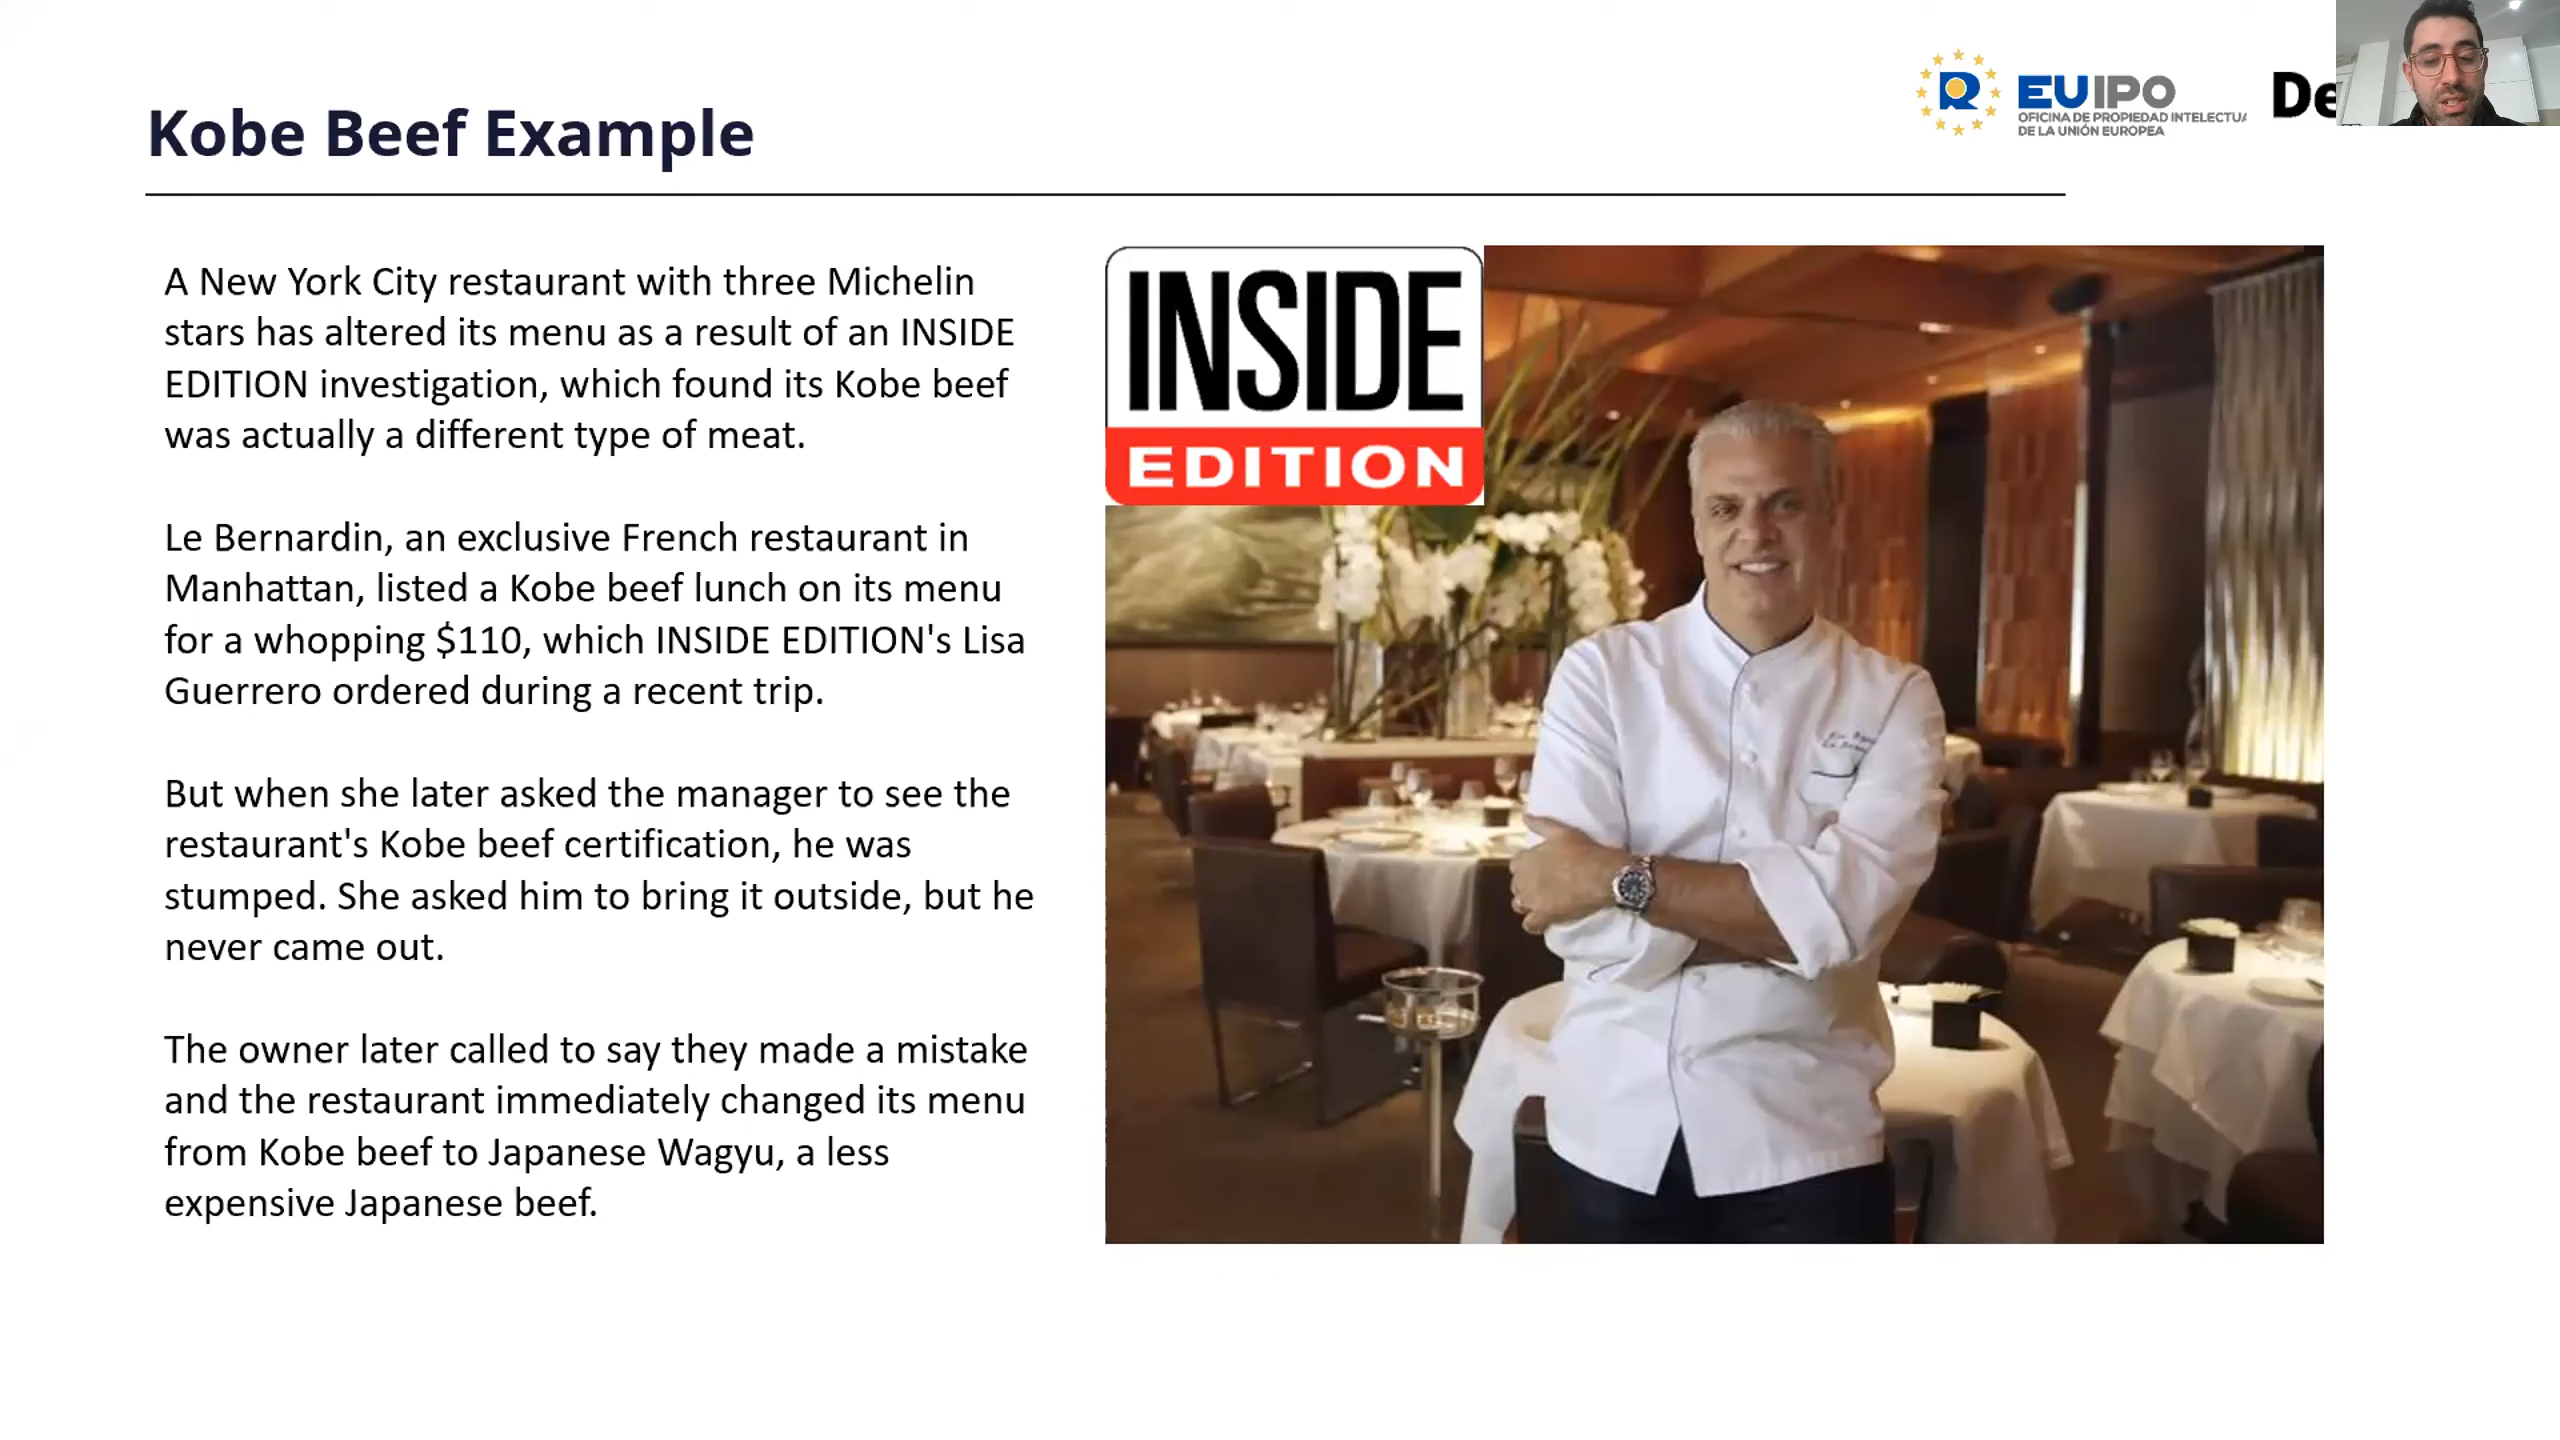 EUIPO
OFICINA DE PROPIEDAD INTELECTU
DE LA UNIÓN EUROPEA
De
Kobe Beef Example
A New York City restaurant with three Michelin
stars has altered its menu as a result of an INSIDE
EDITION investigation, which found its Kobe beef
was actually a different type of meat.
Le Bernardin, an exclusive French restaurant in
Manhattan, listed a Kobe beef lunch on its menu
for a whopping $110, which INSIDE EDITION's Lisa
Guerrero ordered during a recent trip.
But when she later asked the manager to see the
restaurant's Kobe beef certification, he was
stumped. She asked him to bring it outside, but he
never came out.
The owner later called to say they made a mistake
and the restaurant immediately changed its menu
from Kobe beef to Japanese Wagyu, a less
expensive Japanese beef.
INSIDE
EDITION